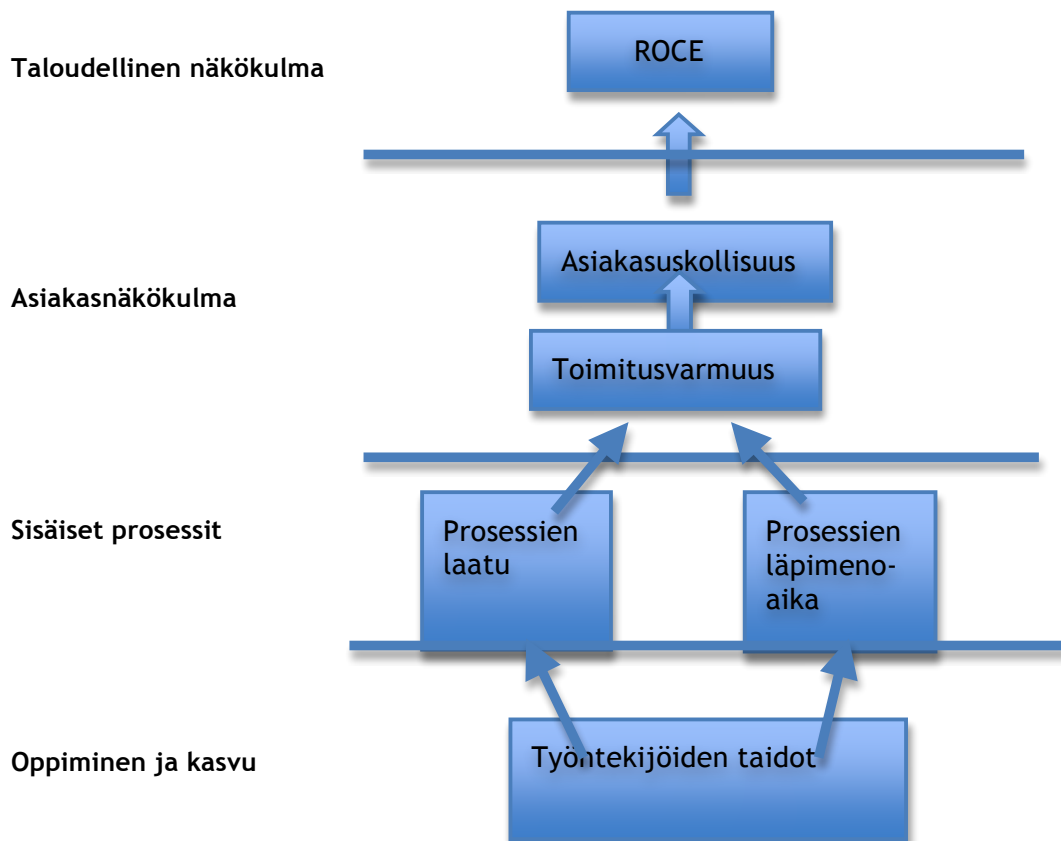 Taloudellinen näkökulma
ROCE
Asiakasnäkökulma
Asiakasuskollisuus
Toimitusvarmuus
Sisäiset prosessit
Prosessien
laatu
Prosessien
läpimeno-
aika
Oppiminen ja kasvu
Työntekijöiden taidot